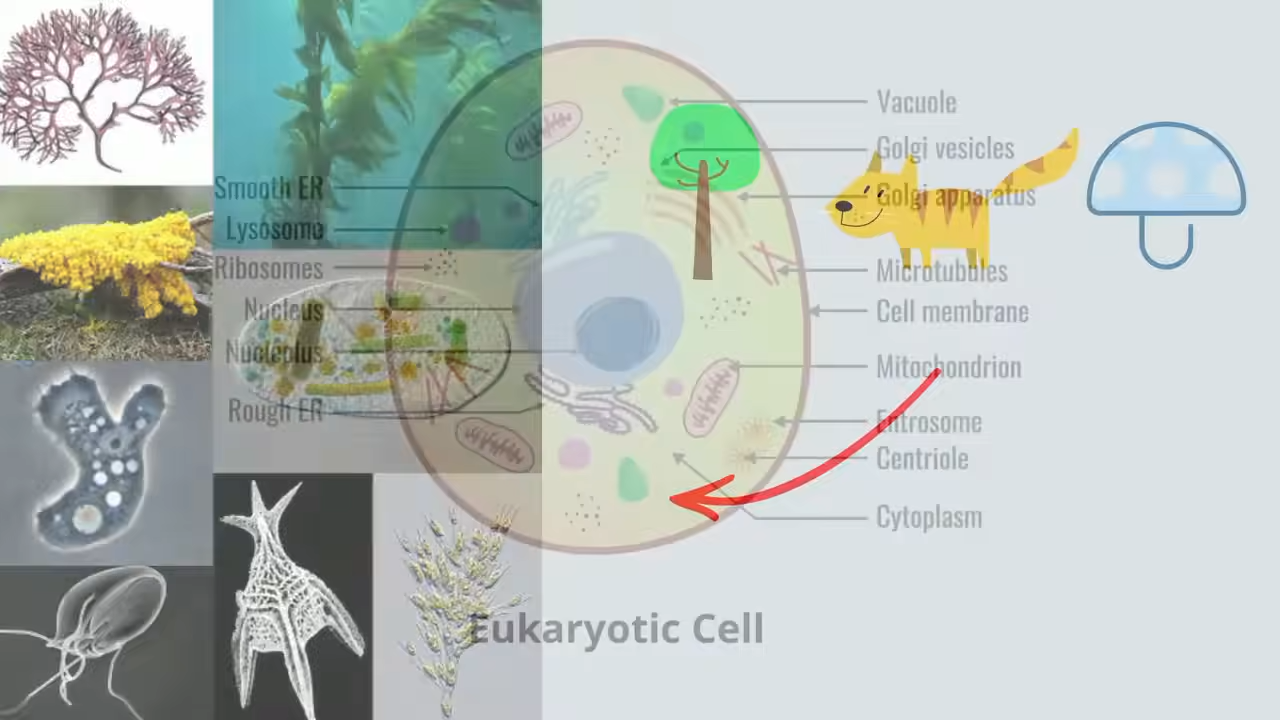 Smooth ER
Lysosome
Ribosomes
Nucleus
Nucleolus
Rough ER
Vacuole
Golgi vesicles
Golgi apparatus
Microtubules
Cell membrane
Mitochondrion
Entrosome
Centriole
Cytoplasm
Eukaryotic Cell